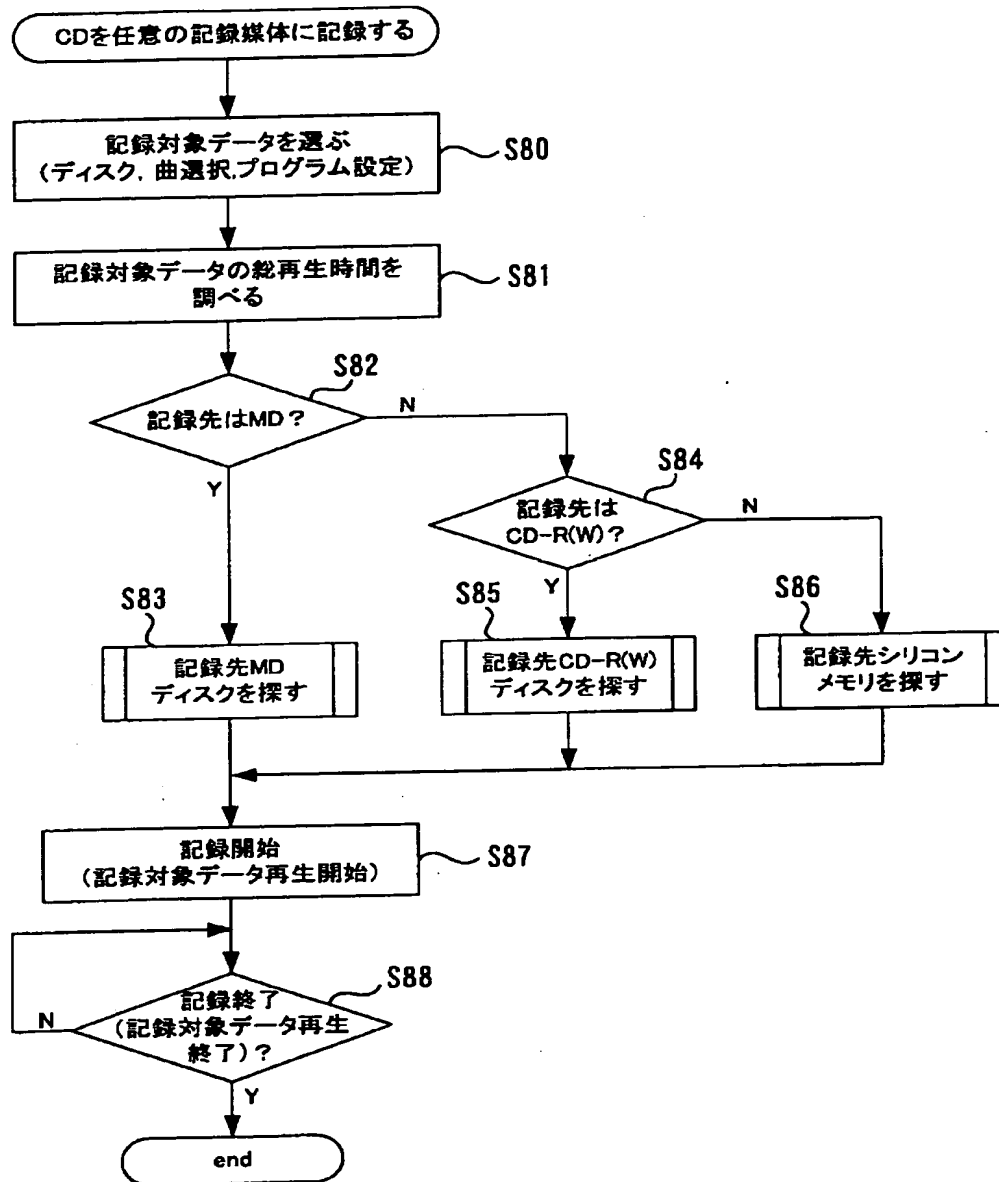 CDを任意の記録媒体に記録する
記録対象データを選ぶ
(ディスク, 曲選択,プログラム設定)
S80
記録対象データの総再生時間を
調べる
S81
S82
記録先はMD？
N
Y
S84
記録先は
CD-R(W)？
N
Y
S83
記録先MD
ディスクを探す
S85
記録先CD-R(W)
ディスクを探す
S86
記録先シリコン
メモリを探す
記録開始
(記録対象データ再生開始)
S87
S88
記録終了
(記録対象データ再生
終了)？
N
Y
end